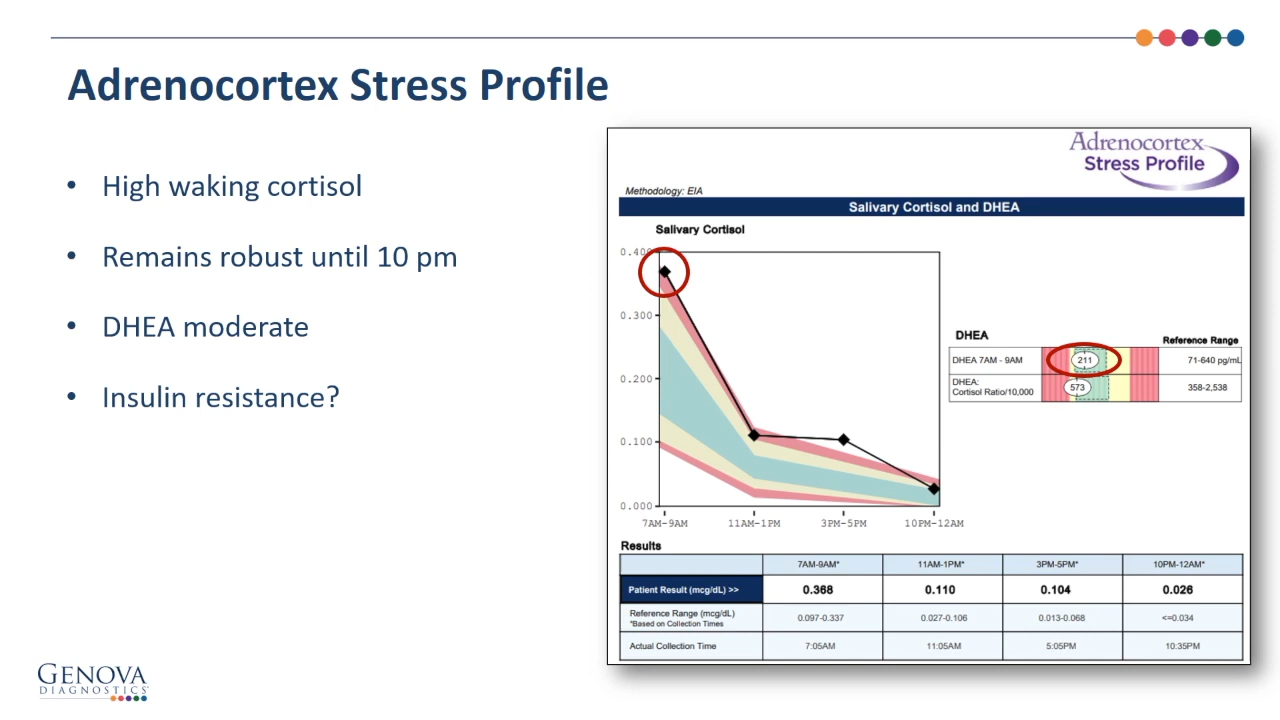 Adrenocortex Stress Profile
• High waking cortisol
• Remains robust until 10 pm
• DHEA moderate
• Insulin resistance?
GENOVA
DIAGNOSTICS
Adrenocortex
Stress Profile
Methodology: EIA
Salivary Cortisol and DHEA
Salivary Cortisol
0.400
0.300
0.200
0.100
0.000
7AM-9AM 11AM-1PM 3PM-5PM 10PM-12AM
DHEA Reference Range
DHEA 7AM - 9AM 211 71-640 pg/mL
DHEA:
Cortisol Ratio/10,000 573 358-2,538
Results
7AM-9AM* 11AM-1PM* 3PM-5PM* 10PM-12AM*
Patient Result (mcg/dL) >> 0.368 0.110 0.104 0.026
Reference Range (mcg/dL) 0.097-0.337 0.027-0.106 0.013-0.068 <=0.034
*Based on Collection Times
Actual Collection Time 7:05AM 11:05AM 5:05PM 10:35PM